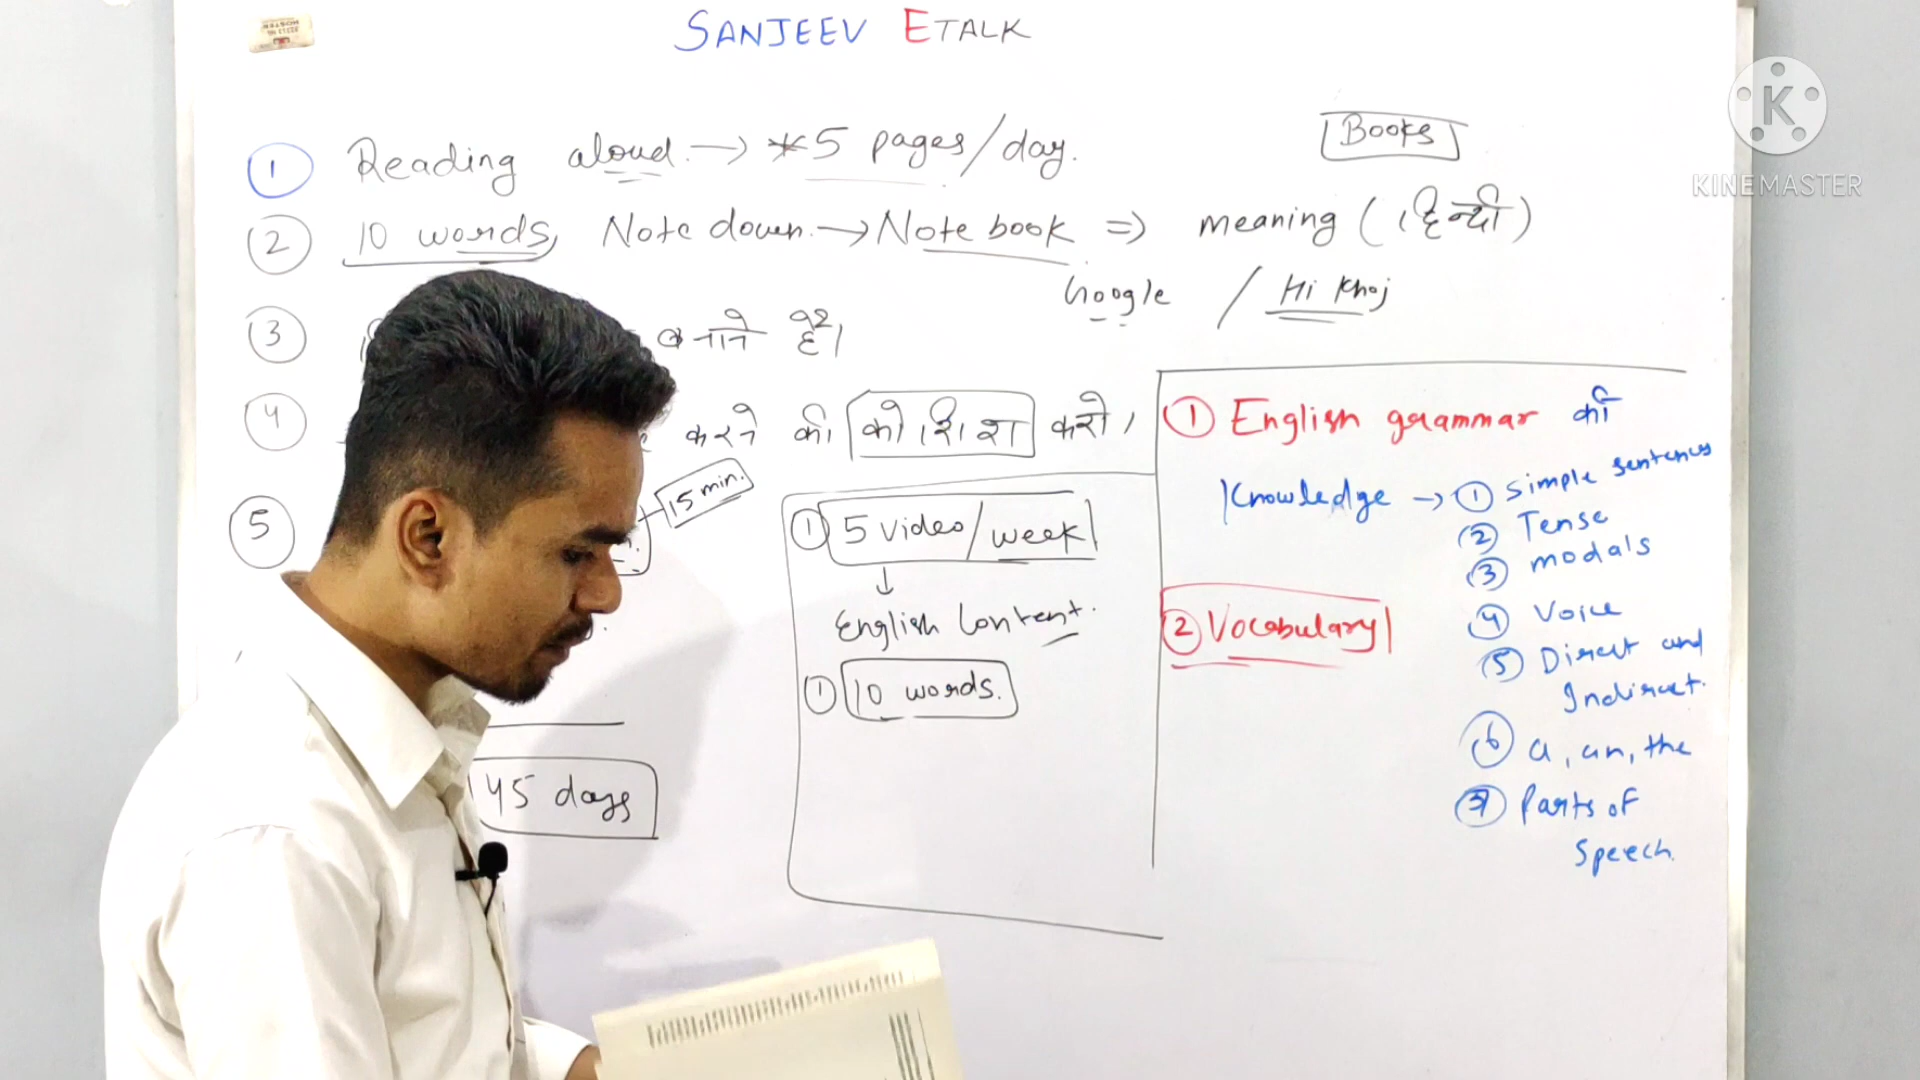 SANJEEV ETALK
KINEMASTER
Books
① Reading aloud. → *5 pages/day.
② 10 words, Note down. → Note book ⇒ meaning (हिन्दी)
Google / Hi Khoj
③ है।
④ करने की कोशिश करो।
⑤ 15 min.
45 days
① 5 Video/week
↓
English Content.
① 10 words.
① English grammar की
Knowledge → ① Simple sentences
② Tense
③ modals
④ Voice
⑤ Direct and
Indirect.
⑥ a, an, the
⑦ Parts of
Speech.
② Vocabulary